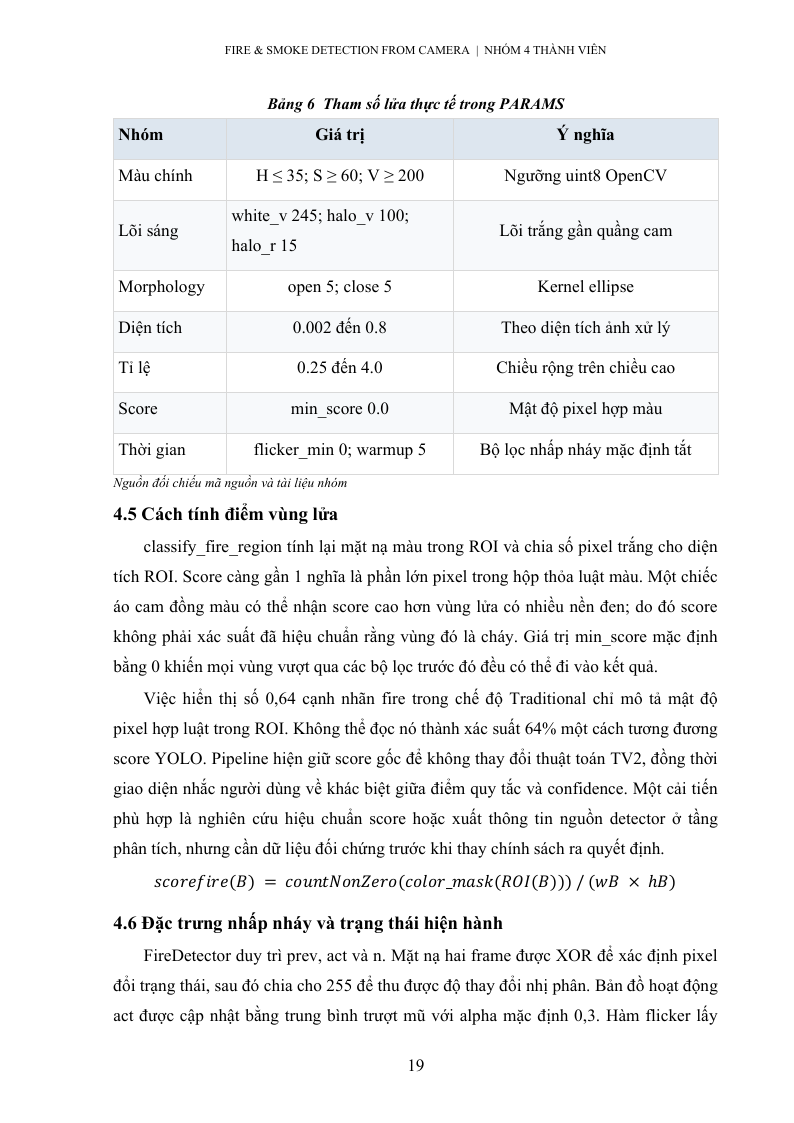 FIRE & SMOKE DETECTION FROM CAMERA | NHÓM 4 THÀNH VIÊN
Bảng 6 Tham số lửa thực tế trong PARAMS
Nhóm Giá trị Ý nghĩa
Màu chính H ≤ 35; S ≥ 60; V ≥ 200 Ngưỡng uint8 OpenCV
Lõi sáng white_v 245; halo_v 100; halo_r 15 Lõi trắng gần quầng cam
Morphology open 5; close 5 Kernel ellipse
Diện tích 0.002 đến 0.8 Theo diện tích ảnh xử lý
Tỉ lệ 0.25 đến 4.0 Chiều rộng trên chiều cao
Score min_score 0.0 Mật độ pixel hợp màu
Thời gian flicker_min 0; warmup 5 Bộ lọc nhấp nháy mặc định tắt
Nguồn đối chiếu mã nguồn và tài liệu nhóm
4.5 Cách tính điểm vùng lửa
classify_fire_region tính lại mặt nạ màu trong ROI và chia số pixel trắng cho diện
tích ROI. Score càng gần 1 nghĩa là phần lớn pixel trong hộp thỏa luật màu. Một chiếc
áo cam đồng màu có thể nhận score cao hơn vùng lửa có nhiều nền đen; do đó score
không phải xác suất đã hiệu chuẩn rằng vùng đó là cháy. Giá trị min_score mặc định
bằng 0 khiến mọi vùng vượt qua các bộ lọc trước đó đều có thể đi vào kết quả.
Việc hiển thị số 0,64 cạnh nhãn fire trong chế độ Traditional chỉ mô tả mật độ
pixel hợp luật trong ROI. Không thể đọc nó thành xác suất 64% một cách tương đương
score YOLO. Pipeline hiện giữ score gốc để không thay đổi thuật toán TV2, đồng thời
giao diện nhắc người dùng về khác biệt giữa điểm quy tắc và confidence. Một cải tiến
phù hợp là nghiên cứu hiệu chuẩn score hoặc xuất thông tin nguồn detector ở tầng
phân tích, nhưng cần dữ liệu đối chứng trước khi thay chính sách ra quyết định.
scorefire(B) = countNonZero(color_mask(ROI(B))) / (wB × hB)
4.6 Đặc trưng nhấp nháy và trạng thái hiện hành
FireDetector duy trì prev, act và n. Mặt nạ hai frame được XOR để xác định pixel
đổi trạng thái, sau đó chia cho 255 để thu được độ thay đổi nhị phân. Bản đồ hoạt động
act được cập nhật bằng trung bình trượt mũ với alpha mặc định 0,3. Hàm flicker lấy
19